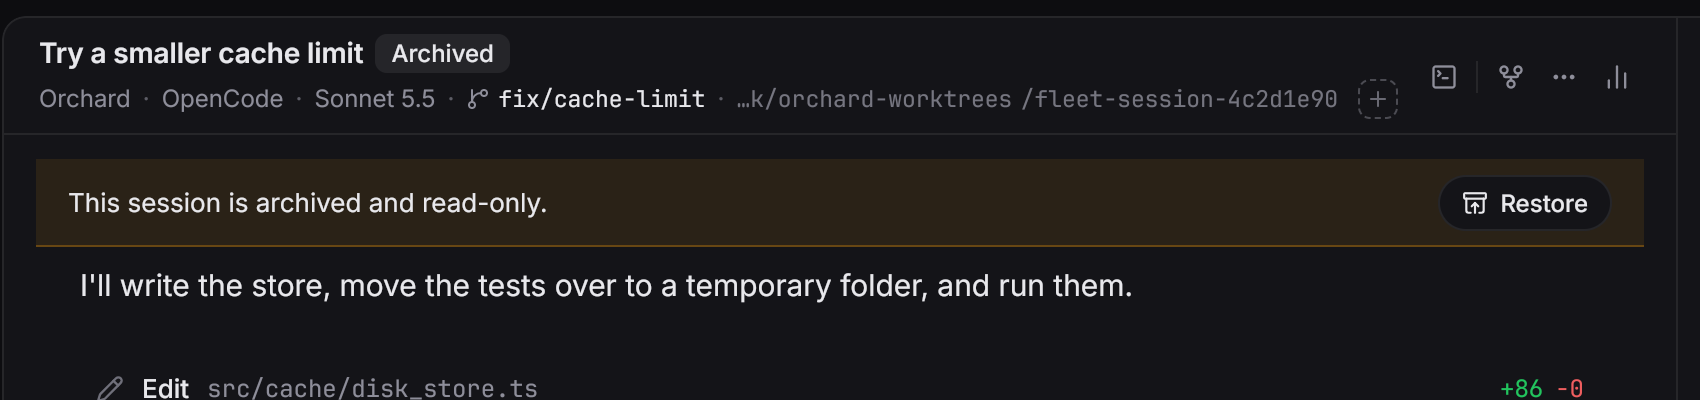 Try a smaller cache limit Archived
Orchard · OpenCode · Sonnet 5.5 · fix/cache-limit · …k/orchard-worktrees /fleet-session-4c2d1e90
This session is archived and read-only. Restore
I'll write the store, move the tests over to a temporary folder, and run them.
Edit src/cache/disk_store.ts +86 -0